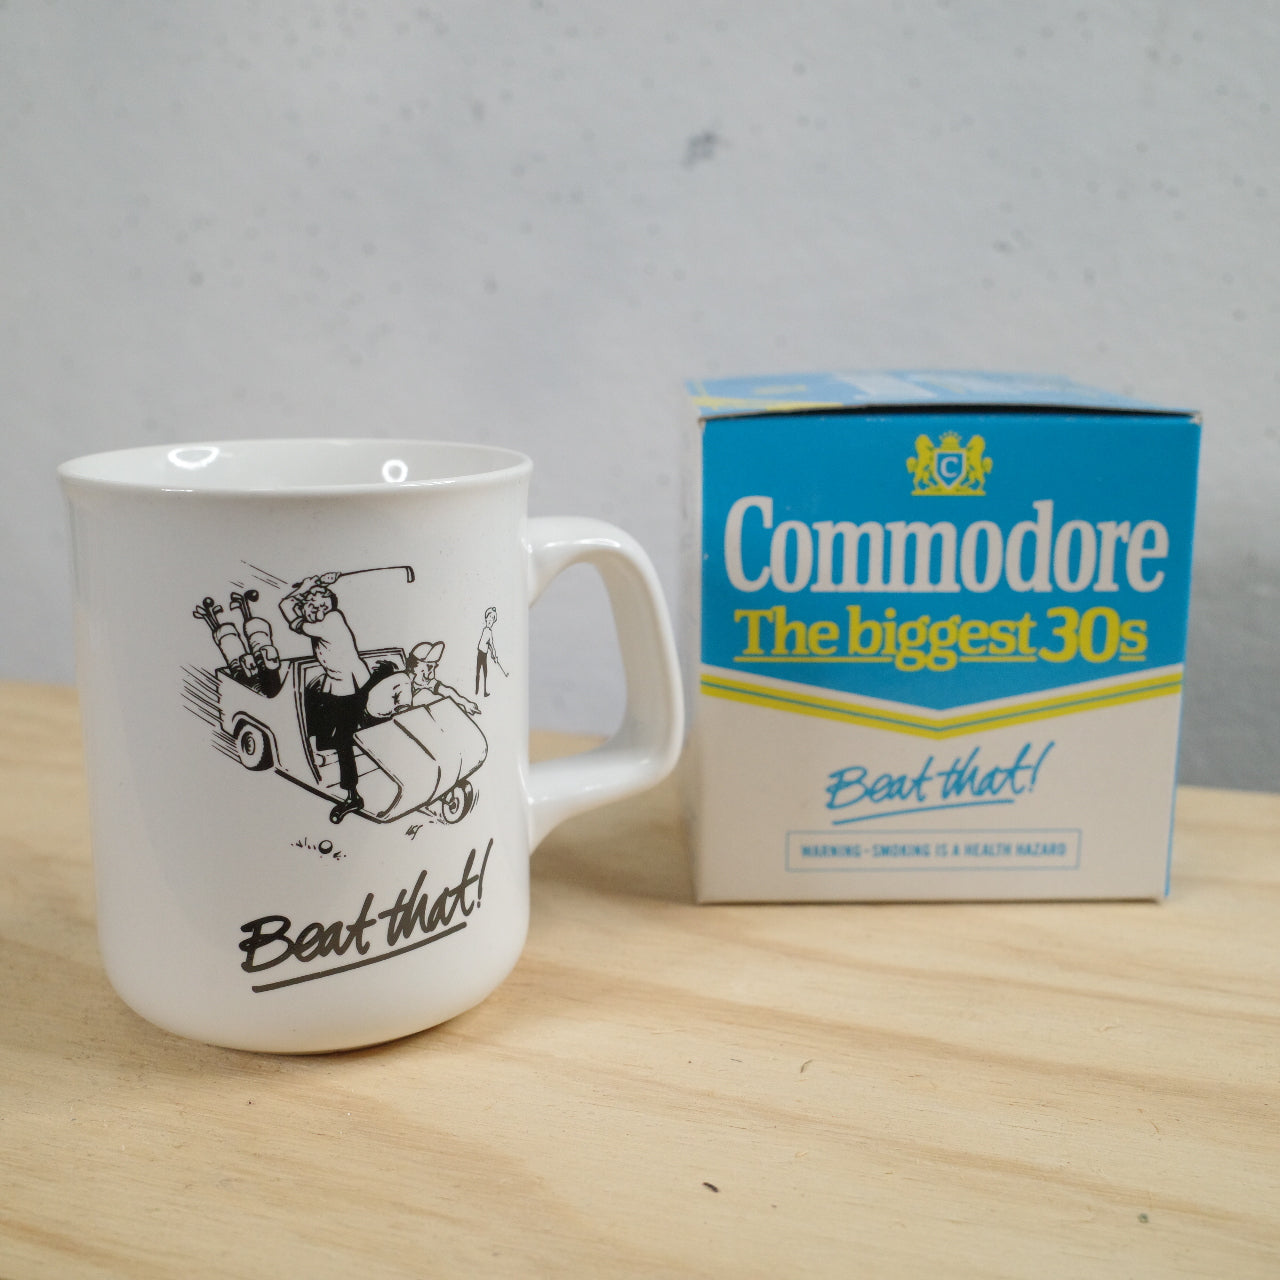 Beat that!
C
Commodore
The biggest 30s
Beat that!
WARNING - SMOKING IS A HEALTH HAZARD